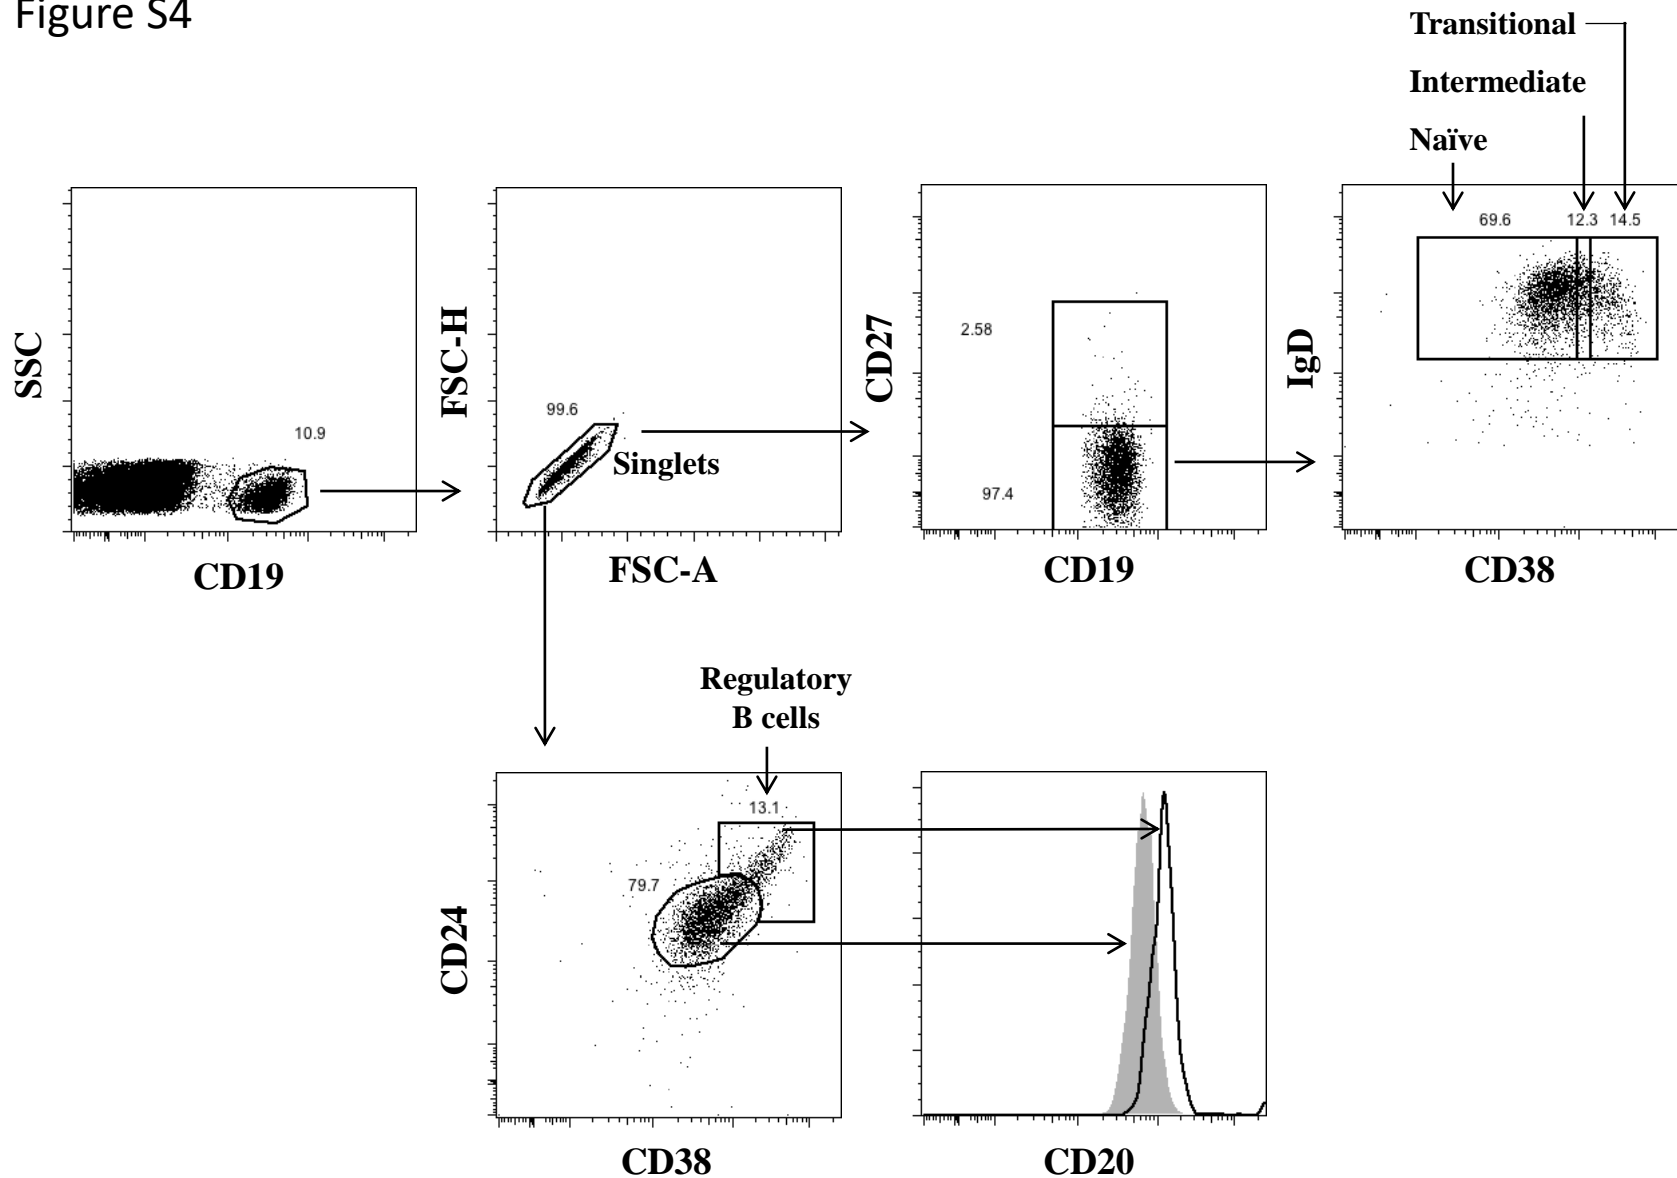 Figure S4
Transitional
Intermediate
Naïve
SSC
10.9
CD19
FSC-H
99.6
Singlets
FSC-A
CD27
2.58
97.4
CD19
IgD
69.6 12.3 14.5
CD38
Regulatory
B cells
13.1
79.7
CD24
CD38
CD20